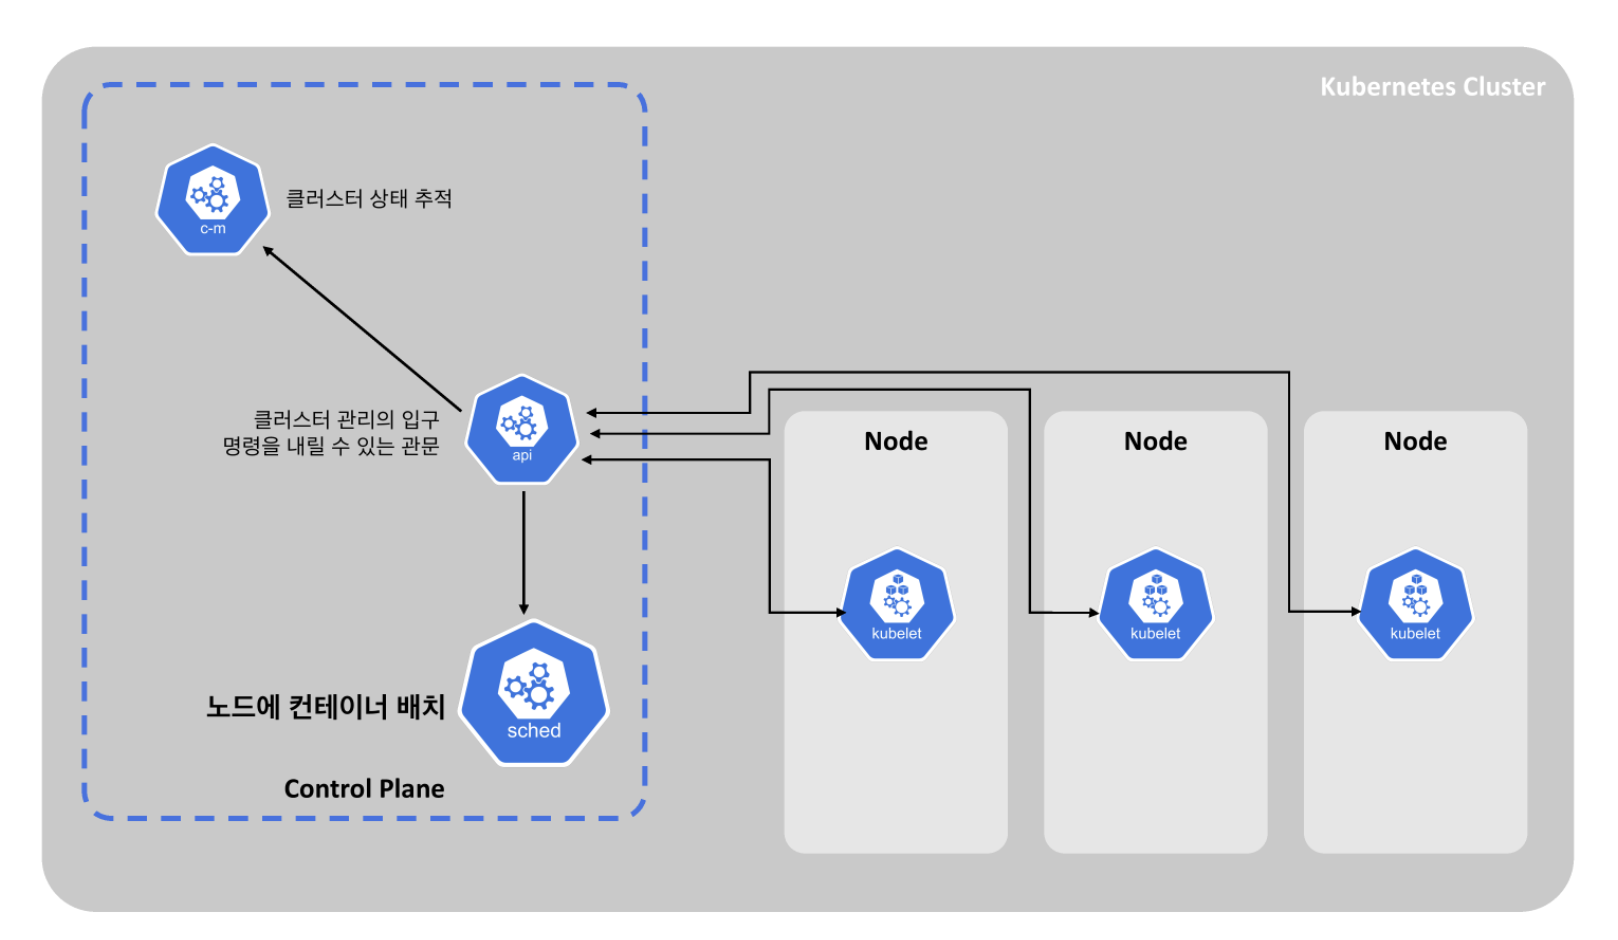 Kubernetes Cluster
c-m
클러스터 상태 추적
클러스터 관리의 입구
명령을 내릴 수 있는 관문
api
노드에 컨테이너 배치
sched
Control Plane
Node
kubelet
Node
kubelet
Node
kubelet